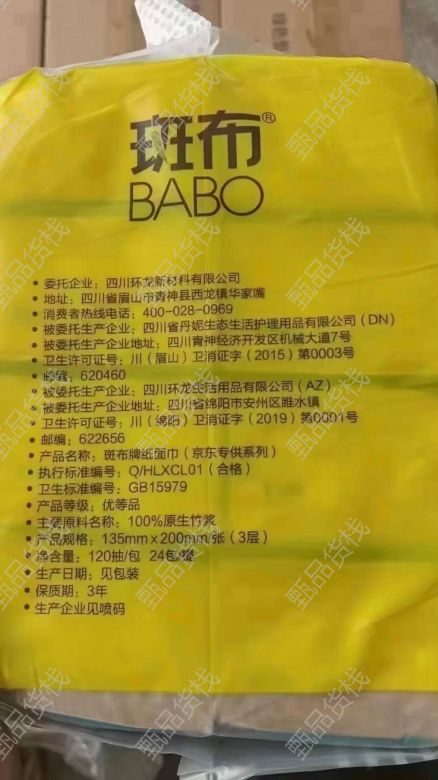 斑布®
BABO
● 委托企业：四川环龙新材料有限公司
● 地址：四川省眉山市青神县西龙镇华家嘴
● 消费者热线电话：400-028-0969
● 被委托生产企业：四川省丹妮生态生活护理用品有限公司（DN）
● 被委托生产企业地址：四川青神经济开发区机械大道7号
● 卫生许可证号：川（眉山）卫消证字（2015）第0003号
● 邮编：620460
● 被委托生产企业：四川环龙生活用品有限公司（AZ）
● 被委托生产企业地址：四川省绵阳市安州区雎水镇
● 卫生许可证号：川（绵阳）卫消证字（2019）第0001号
● 邮编：622656
● 产品名称：斑布牌纸面巾（京东专供系列）
● 执行标准编号：Q/HLXCL01（合格）
● 卫生标准编号：GB15979
● 产品等级：优等品
● 主要原料名称：100%原生竹浆
● 产品规格：135mm x 200mm/张（3层）
● 净含量：120抽/包 24包/提
● 生产日期：见包装
● 保质期：3年
● 生产企业见喷码
甄品货栈